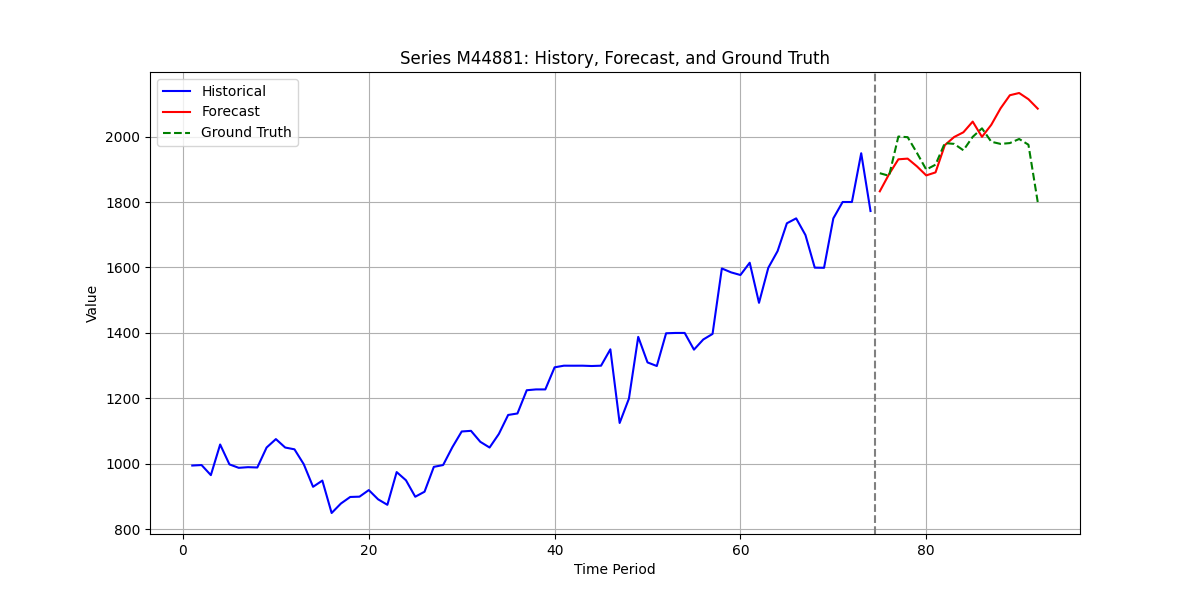 Series M44881: History, Forecast, and Ground Truth
Historical
Forecast
Ground Truth
2000
1800
1600
1400
1200
1000
800
Value
0 20 40 60 80
Time Period